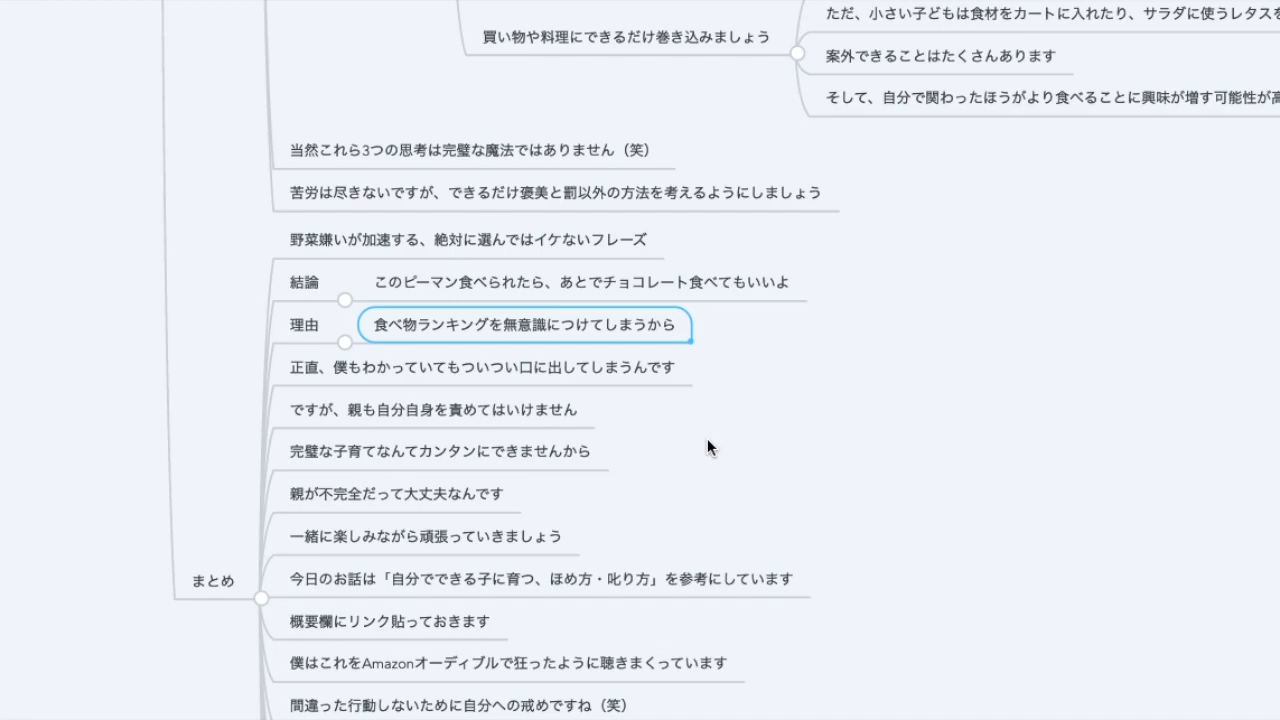 ただ、小さい子どもは食材をカートに入れたり、サラダに使うレタスを
買い物や料理にできるだけ巻き込みましょう
案外できることはたくさんあります
そして、自分で関わったほうがより食べることに興味が増す可能性が高
当然これら3つの思考は完璧な魔法ではありません（笑）
苦労は尽きないですが、できるだけ褒美と罰以外の方法を考えるようにしましょう
野菜嫌いが加速する、絶対に選んではイケないフレーズ
結論 このピーマン食べられたら、あとでチョコレート食べてもいいよ
理由 食べ物ランキングを無意識につけてしまうから
正直、僕もわかっていてもついつい口に出してしまうんです
ですが、親も自分自身を責めてはいけません
完璧な子育てなんてカンタンにできませんから
親が不完全だって大丈夫なんです
一緒に楽しみながら頑張っていきましょう
まとめ 今日のお話は「自分でできる子に育つ、ほめ方・叱り方」を参考にしています
概要欄にリンク貼っておきます
僕はこれをAmazonオーディブルで狂ったように聴きまくっています
間違った行動しないために自分への戒めですね（笑）